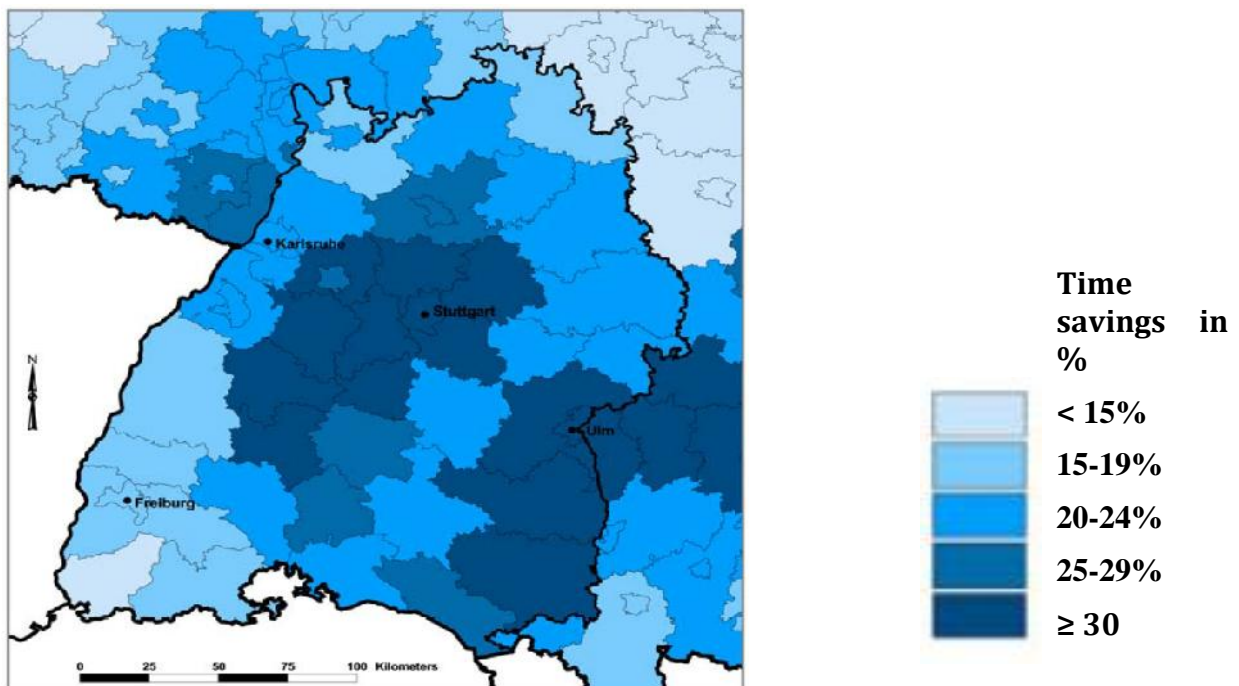 Karlsruhe
Stuttgart
N
Ulm
Freiburg
0 25 50 75 100 Kilometers
Time
savings in
%
< 15%
15-19%
20-24%
25-29%
≥ 30